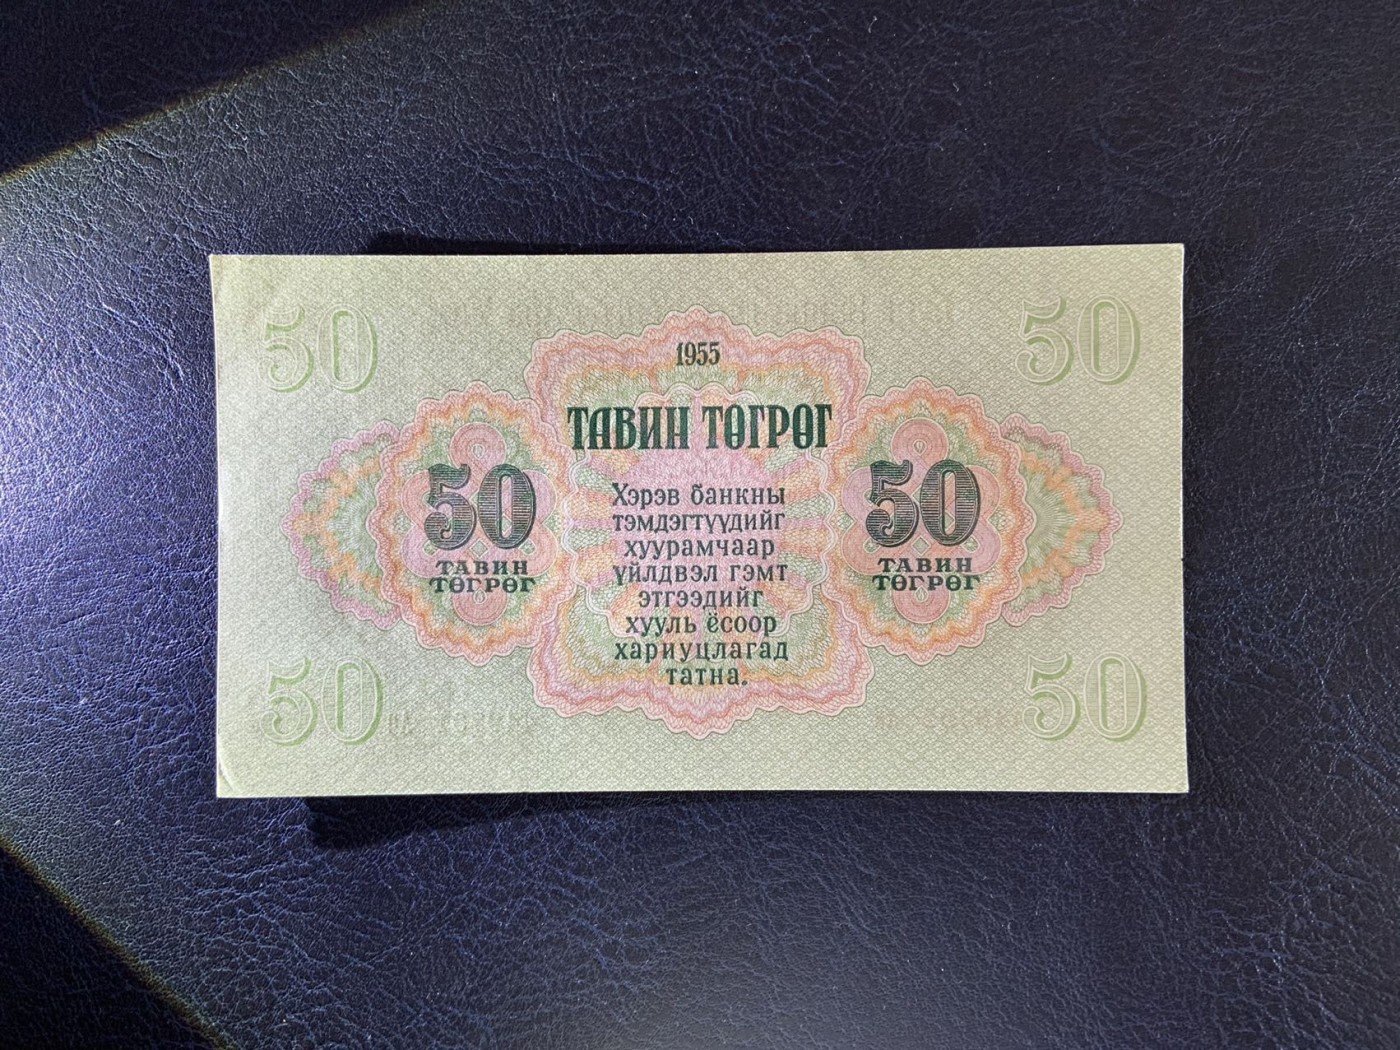 50 50
1955
ТАВИН ТӨГРӨГ
50 50
ТАВИН
ТӨГРӨГ
ТАВИН
ТӨГРӨГ
Хэрэв банкны
тэмдэгтүүдийг
хуурамчаар
үйлдвэл гэмт
этгээдийг
хууль ёсоор
хариуцлагад
татна.
50 50